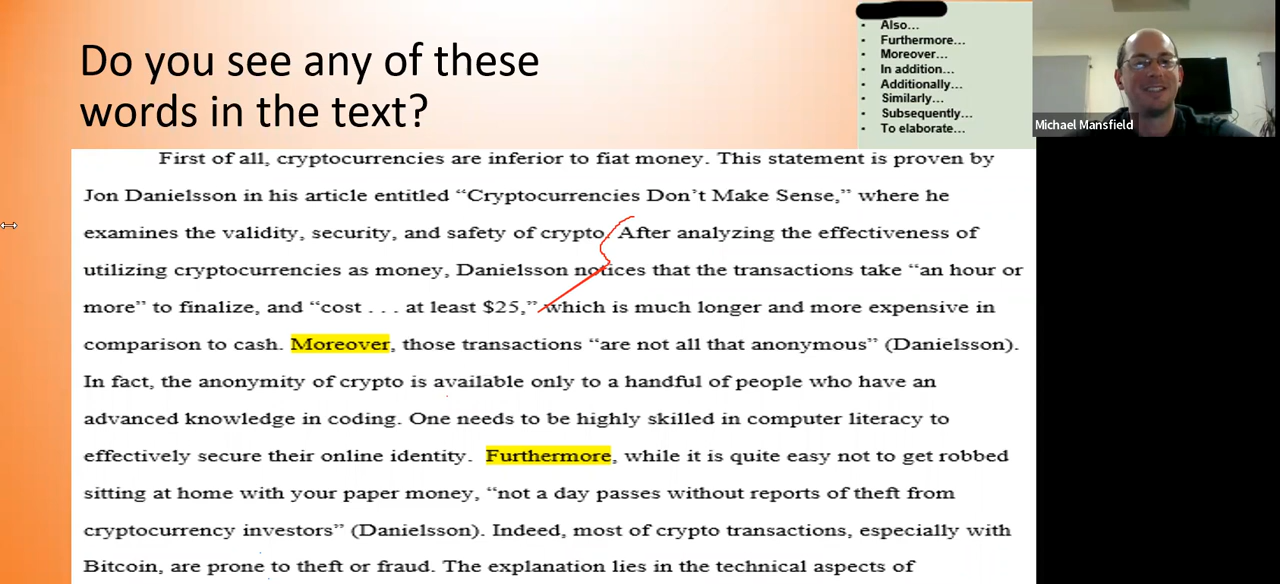 Do you see any of these
words in the text?
• Also…
• Furthermore…
• Moreover…
• In addition…
• Additionally…
• Similarly…
• Subsequently…
• To elaborate…
Michael Mansfield
First of all, cryptocurrencies are inferior to fiat money. This statement is proven by
Jon Danielsson in his article entitled “Cryptocurrencies Don’t Make Sense,” where he
examines the validity, security, and safety of crypto. After analyzing the effectiveness of
utilizing cryptocurrencies as money, Danielsson notices that the transactions take “an hour or
more” to finalize, and “cost . . . at least $25,” which is much longer and more expensive in
comparison to cash. Moreover, those transactions “are not all that anonymous” (Danielsson).
In fact, the anonymity of crypto is available only to a handful of people who have an
advanced knowledge in coding. One needs to be highly skilled in computer literacy to
effectively secure their online identity. Furthermore, while it is quite easy not to get robbed
sitting at home with your paper money, “not a day passes without reports of theft from
cryptocurrency investors” (Danielsson). Indeed, most of crypto transactions, especially with
Bitcoin, are prone to theft or fraud. The explanation lies in the technical aspects of